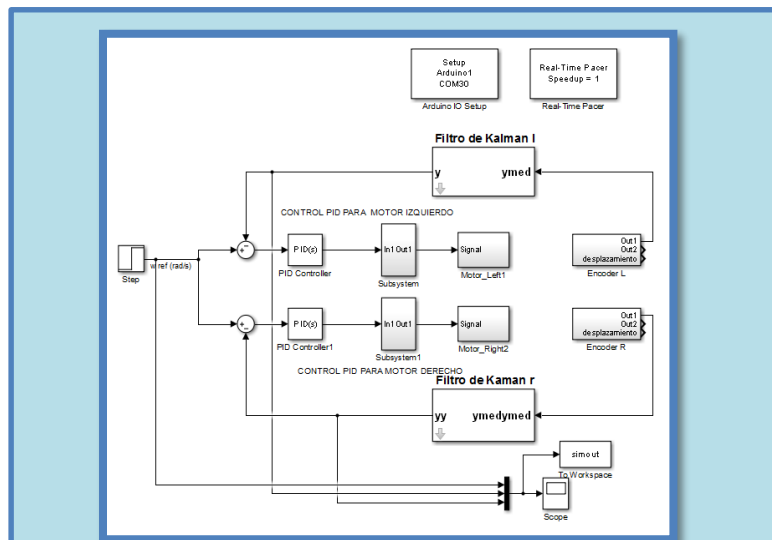 Setup
Arduino1
COM30
Arduino IO Setup
Real-Time Pacer
Speedup = 1
Real-Time Pacer
Filtro de Kalman l
y
ymed
CONTROL PID PARA MOTOR IZQUIERDO
Step
w ref (rad/s)
+
−
PID(s)
PID Controller
In1 Out1
Subsystem
Signal
Motor_Left1
Out1
Out2
desplazamiento
Encoder L
+
−
PID(s)
PID Controller1
In1 Out1
Subsystem1
Signal
Motor_Right2
Out1
Out2
desplazamiento
Encoder R
CONTROL PID PARA MOTOR DERECHO
Filtro de Kaman r
yy
ymedymed
simout
To Workspace
Scope